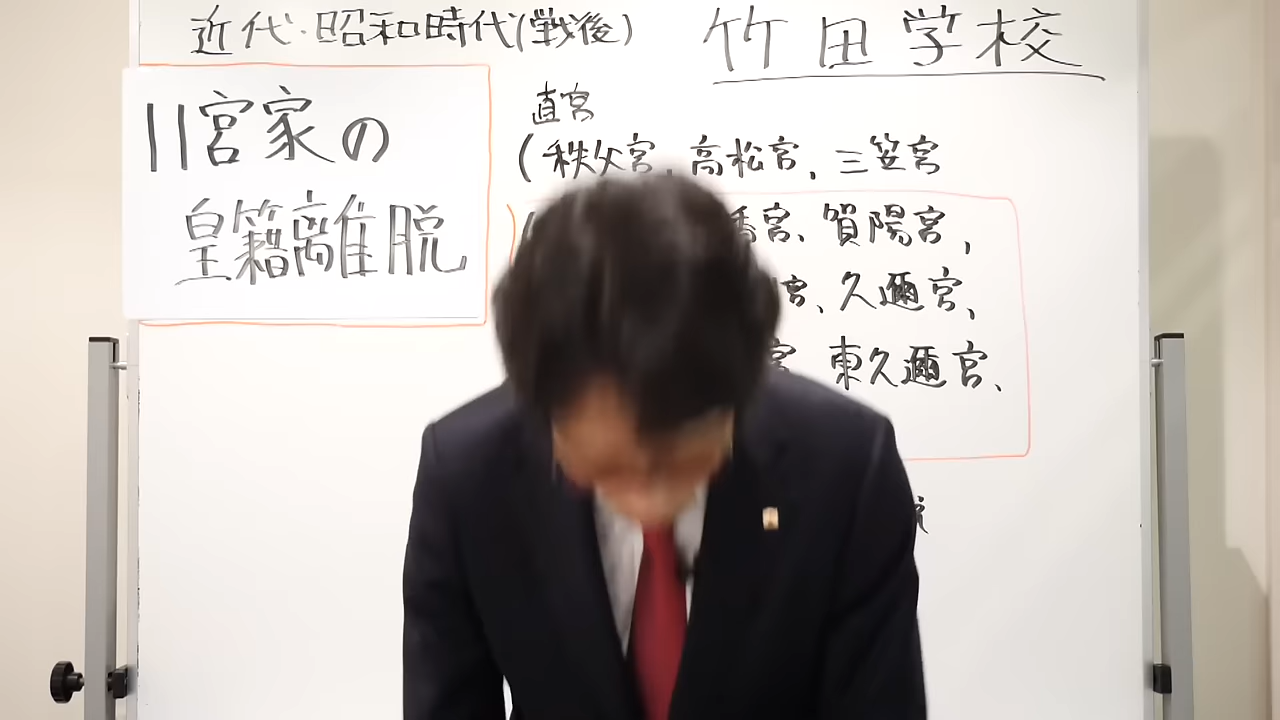 近代・昭和時代(戦後)
竹田学校
11宮家の
皇籍離脱
直宮
(秩父宮、高松宮、三笠宮
宮、賀陽宮、
宮、久邇宮、
宮、東久邇宮、